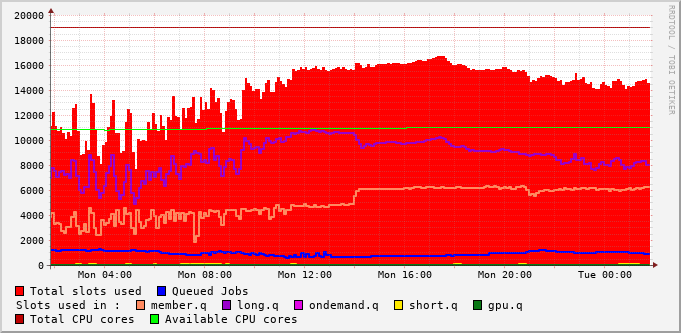 20000
18000
16000
14000
12000
10000
8000
6000
4000
2000
0
Mon 04:00 Mon 08:00 Mon 12:00 Mon 16:00 Mon 20:00 Tue 00:00
Total slots used Queued Jobs
Slots used in : member.q long.q ondemand.q short.q gpu.q
Total CPU cores Available CPU cores
RRDTOOL / TOBI OETIKER